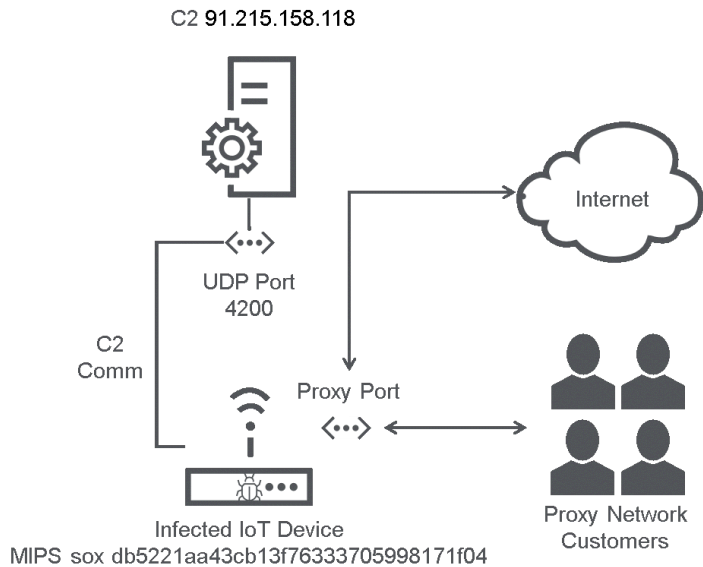 C2 91.215.158.118
Internet
UDP Port
4200
C2
Comm
Proxy Port
Infected IoT Device
MIPS sox db5221aa43cb13f76333705998171f04
Proxy Network
Customers